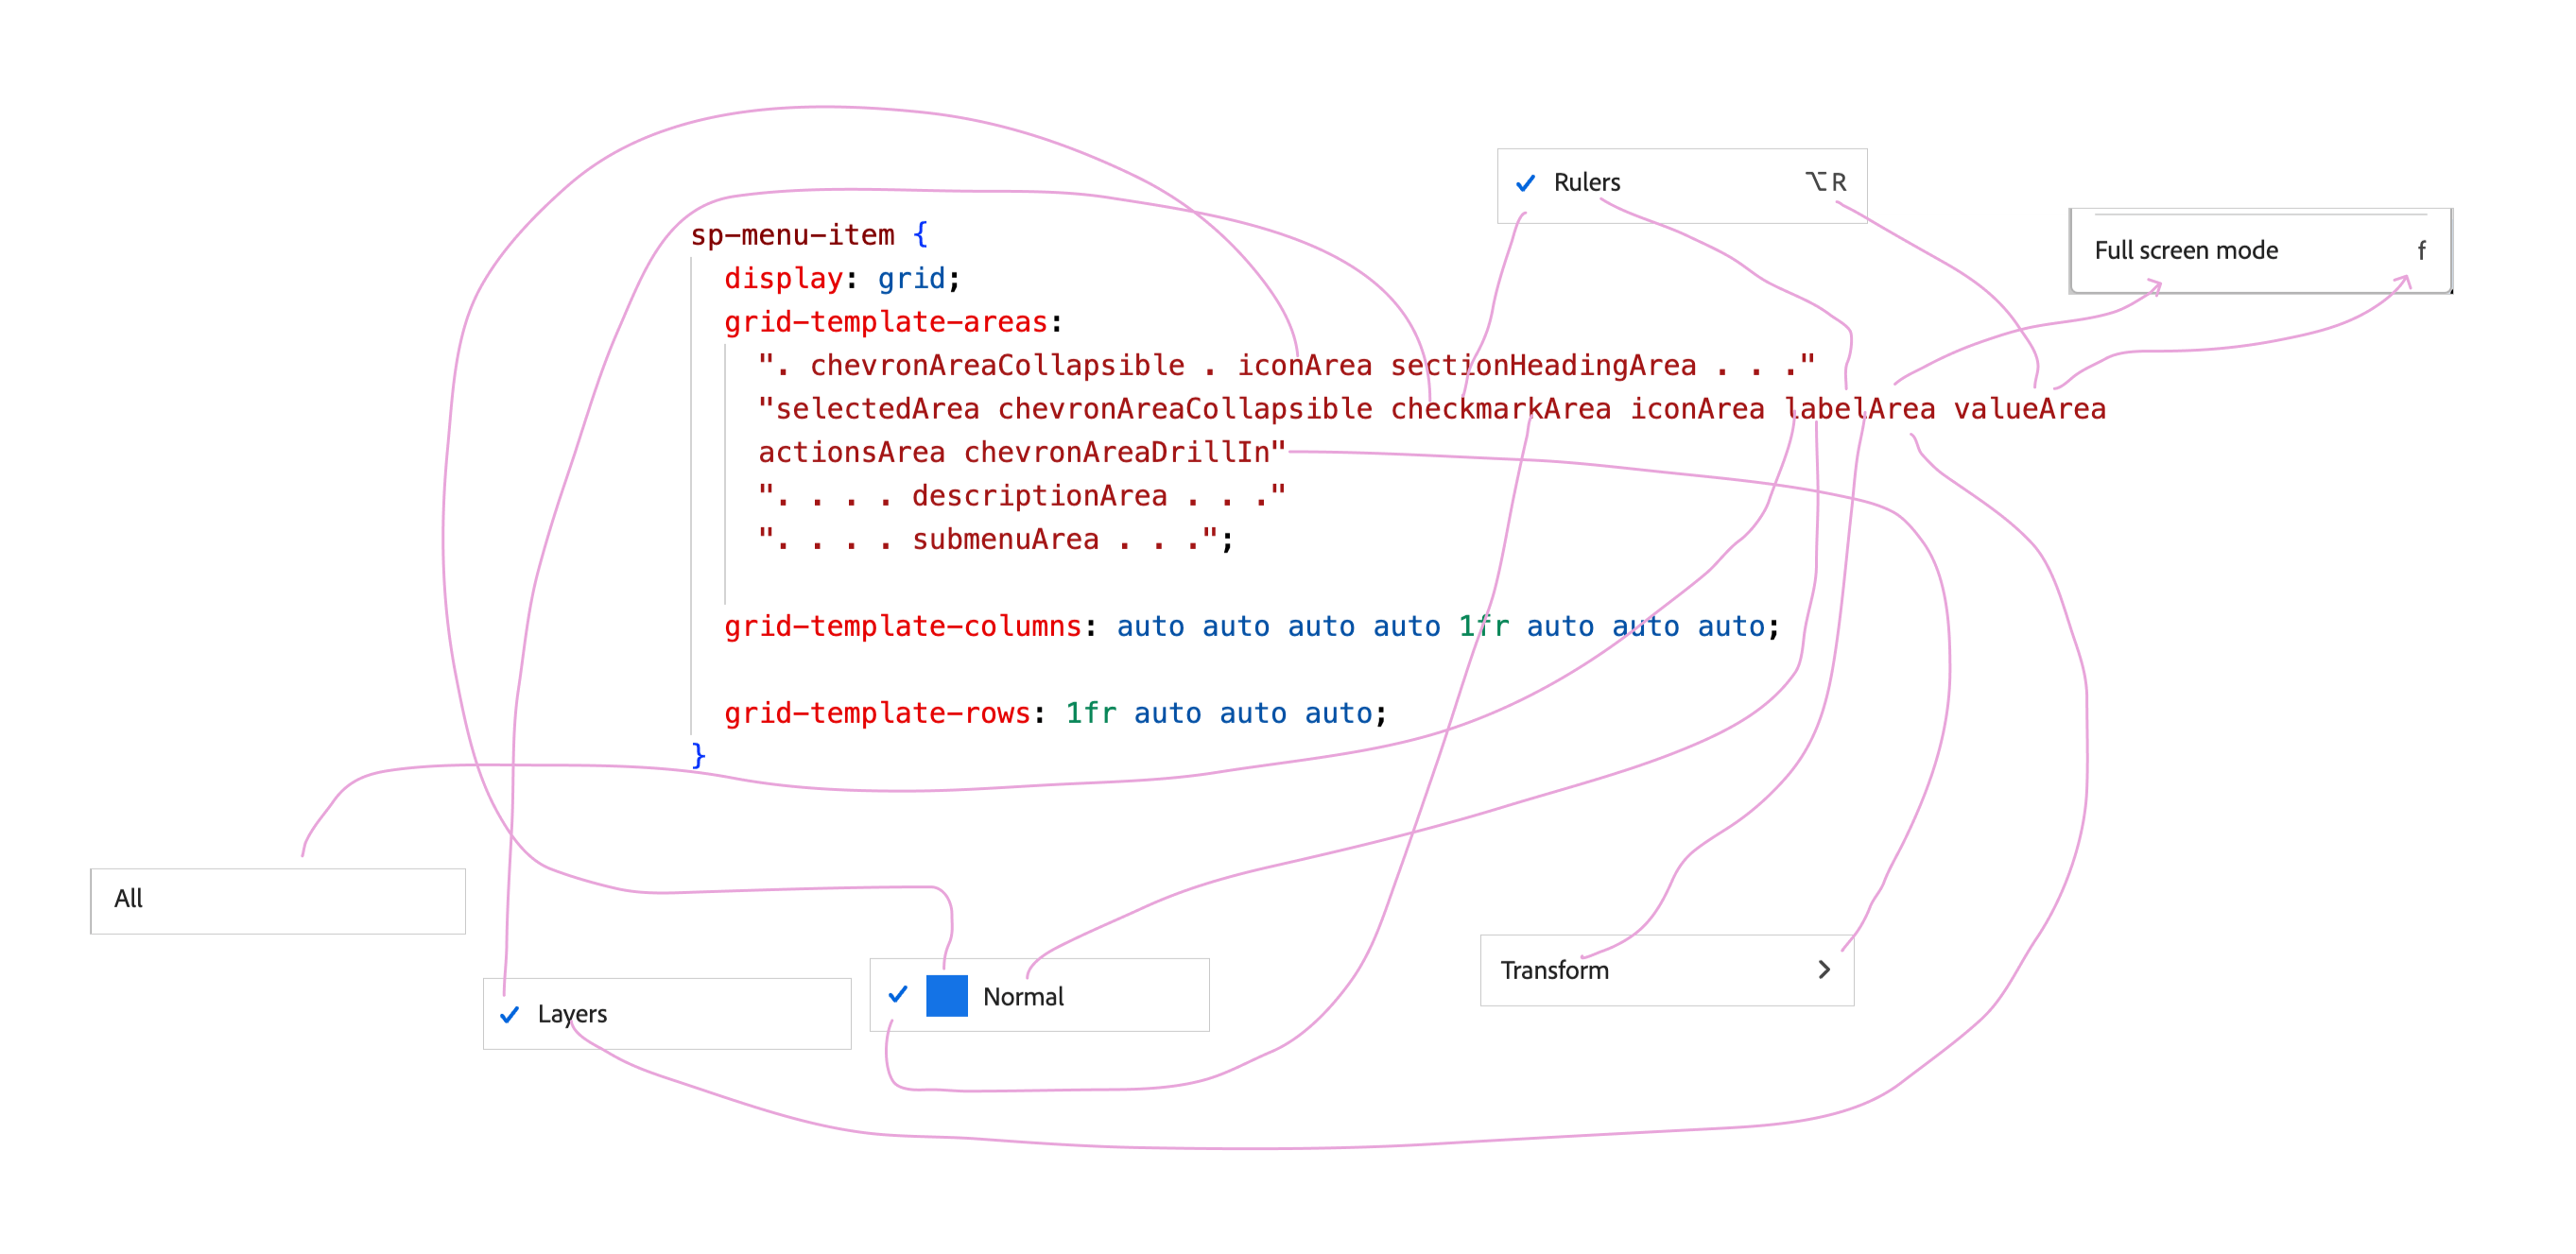 Rulers ⌥R
sp-menu-item {
Full screen mode f
display: grid;
grid-template-areas:
". chevronAreaCollapsible . iconArea sectionHeadingArea . . ."
"selectedArea chevronAreaCollapsible checkmarkArea iconArea labelArea valueArea
actionsArea chevronAreaDrillIn"
". . . . descriptionArea . . ."
". . . . submenuArea . . .";
grid-template-columns: auto auto auto auto 1fr auto auto auto;
grid-template-rows: 1fr auto auto auto;
}
All
Layers
Normal
Transform